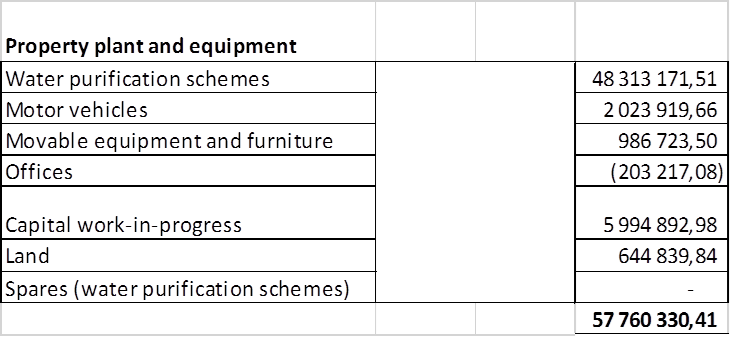 Property plant and equipment
Water purification schemes 48 313 171,51
Motor vehicles 2 023 919,66
Movable equipment and furniture 986 723,50
Offices (203 217,08)
Capital work-in-progress 5 994 892,98
Land 644 839,84
Spares (water purification schemes) -
57 760 330,41